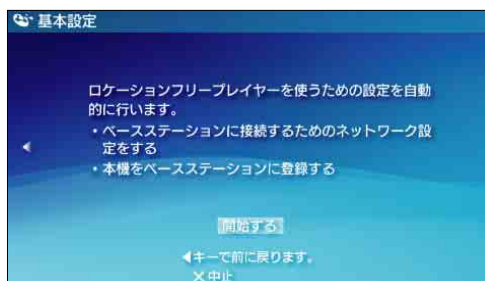 基本設定
ロケーションフリープレイヤーを使うための設定を自動
的に行います。
・ベースステーションに接続するためのネットワーク設
定をする
・本機をベースステーションに登録する
開始する
◀キーで前に戻ります。
✕中止